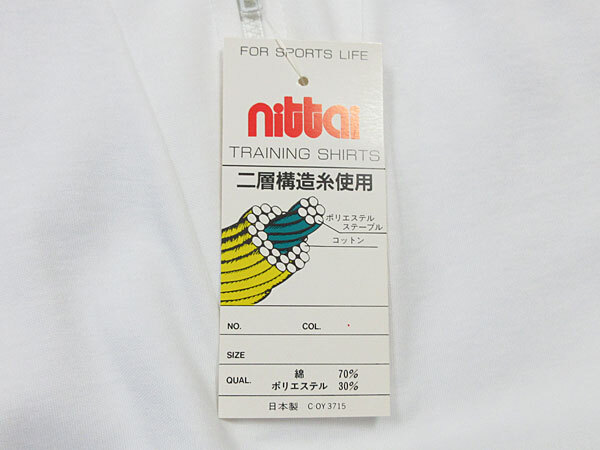 FOR SPORTS LIFE
nittai
TRAINING SHIRTS
二層構造糸使用
ポリエステル
ステープル
コットン
NO. COL.
SIZE
QUAL. 綿 70%
ポリエステル 30%
日本製 C·OY3715